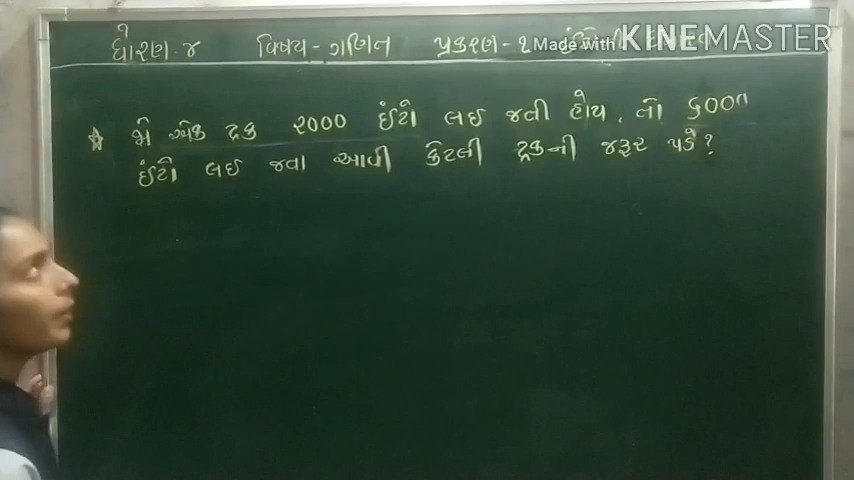 ધોરણ ૪ વિષય - ગણિત પ્રકરણ - ૧ Made with KINEMASTER
જો એક ટ્રક ૨૦૦૦ ઈંટો લઈ જતી હોય, તો ૬૦૦૦
ઈંટો લઈ જવા આવી કેટલી ટ્રકની જરૂર પડે?